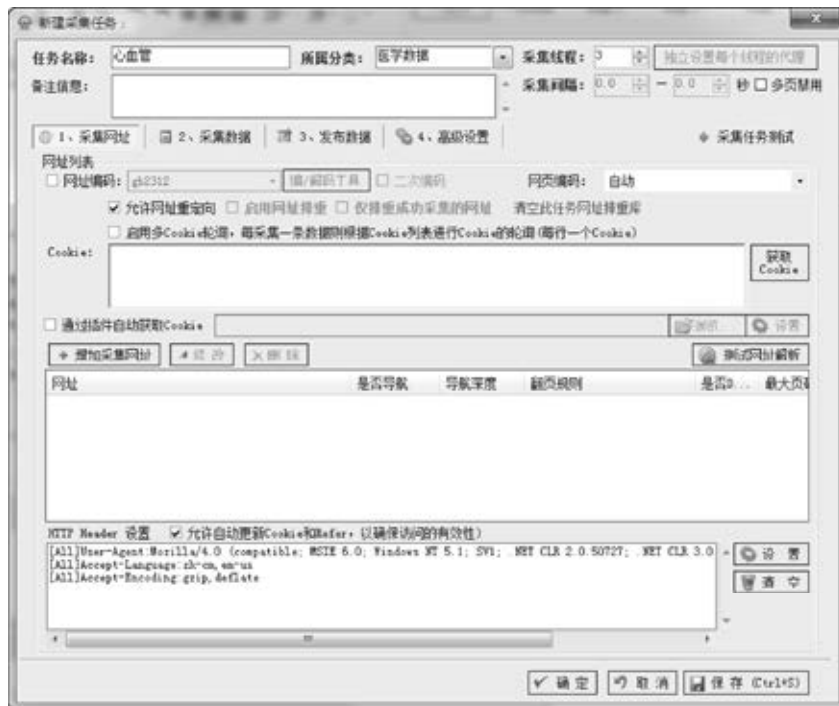 新建采集任务:
任务名称: 心血管 所属分类: 医学数据 采集线程: 3 独立设置每个线程的代理
备注信息: 采集间隔: 0.0 — 0.0 秒 多页禁用
1、采集网址 2、采集数据 3、发布数据 4、高级设置 采集任务测试
网址列表
网址编码: gb2312 编/解码工具 二次编码 网页编码: 自动
允许网址重定向 启用网址排重 仅排重成功采集的网址 清空此任务网址排重库
启用多Cookie轮询,每采集一条数据则根据Cookie列表进行Cookie的轮询(每行一个Cookie)
Cookie: 获取
Cookie
通过插件自动获取Cookie 浏览 设置
增加采集网址 修改 删除 测试网址解析
网址 是否导航 导航深度 翻页规则 是否D... 最大页码
HTTP Header 设置 允许自动更新Cookie和Refer,以确保访问的有效性)
[All]User-Agent:Mozilla/4.0 (compatible; MSIE 6.0; Windows NT 5.1; SV1; .NET CLR 2.0.50727; .NET CLR 3.0 设 置
[All]Accept-Language:zh-cn,en-us
[All]Accept-Encoding:gzip,deflate 清 空
确 定 取 消 保 存 (Ctrl+S)